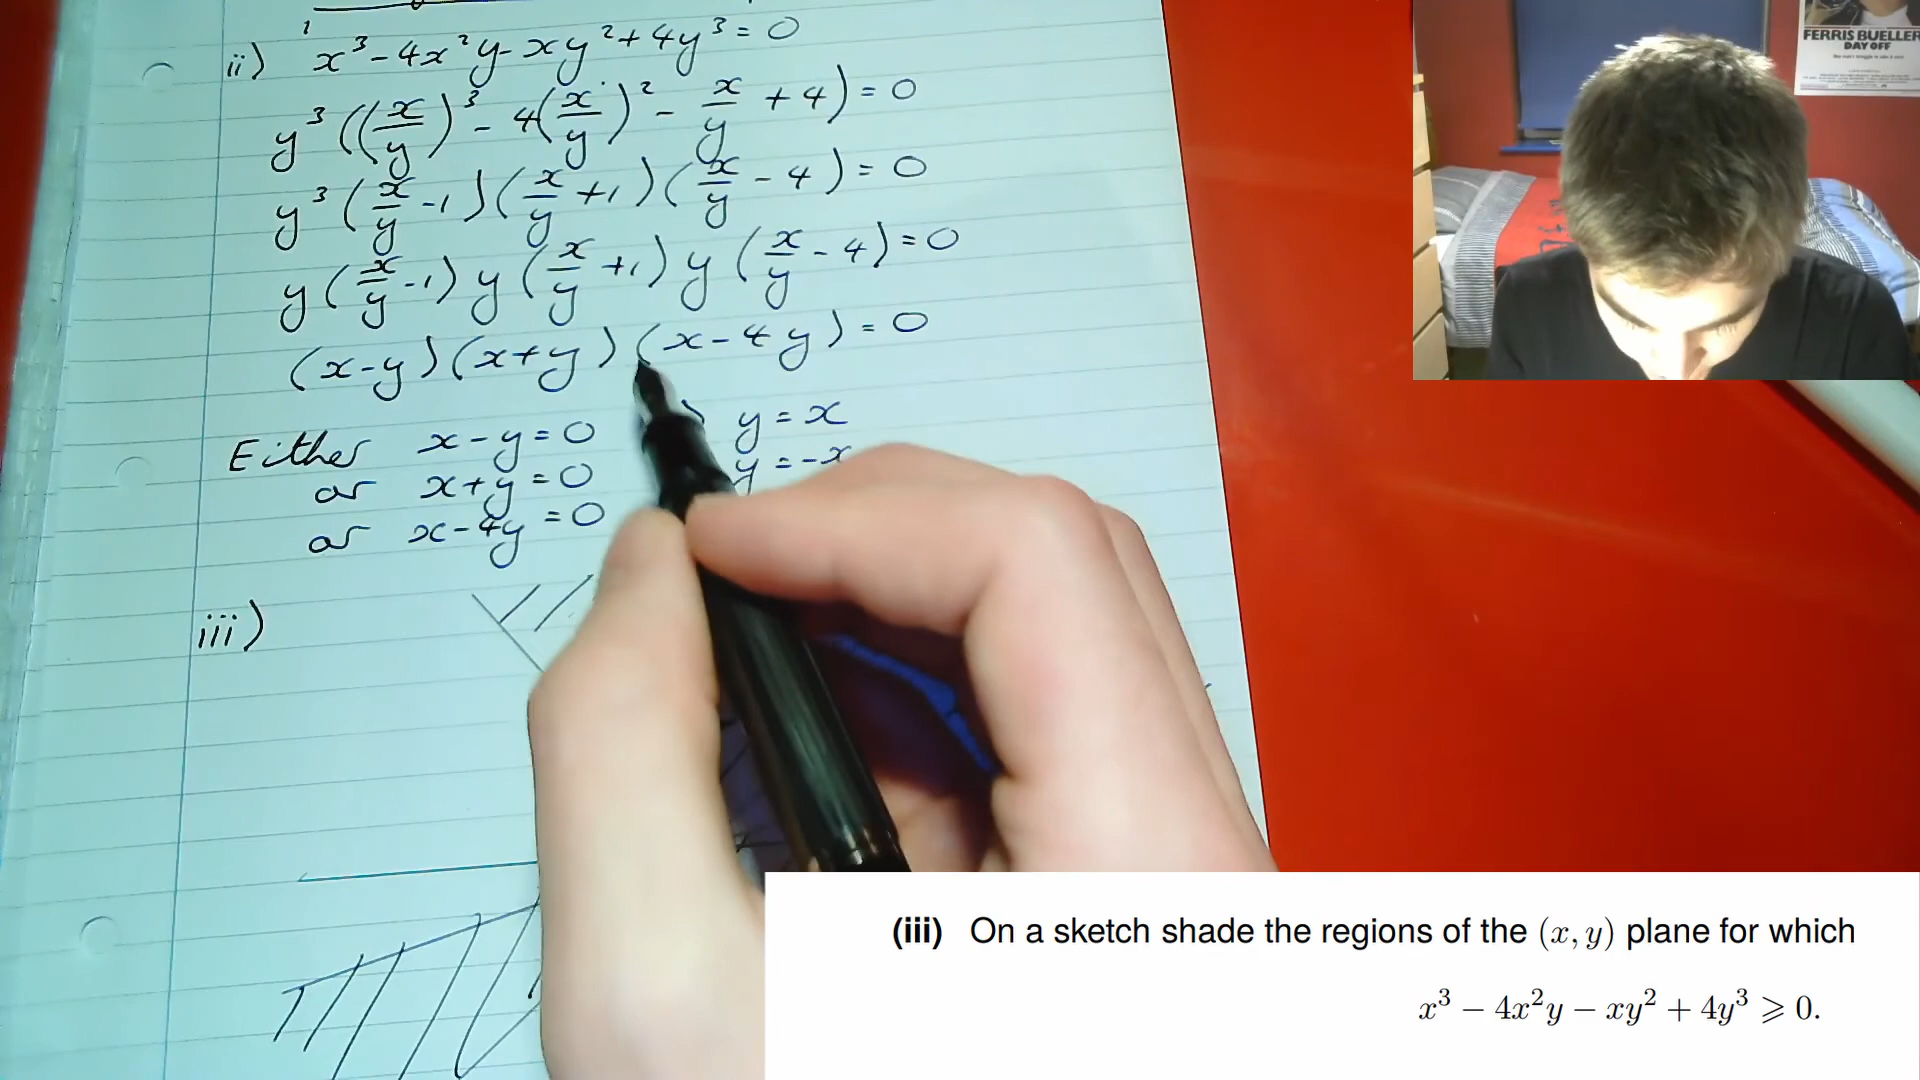 ii) x³ - 4x²y - xy² + 4y³ = 0
y³((x/y)³ - 4(x/y)² - x/y + 4) = 0
y³(x/y - 1)(x/y + 1)(x/y - 4) = 0
y(x/y - 1) y(x/y + 1) y(x/y - 4) = 0
(x-y)(x+y)(x-4y) = 0
Either x-y=0 y=x
or x+y=0 y=-x
or x-4y=0
iii)
FERRIS BUELLER
DAY OFF
(iii) On a sketch shade the regions of the (x, y) plane for which
x³ − 4x²y − xy² + 4y³ ⩾ 0.